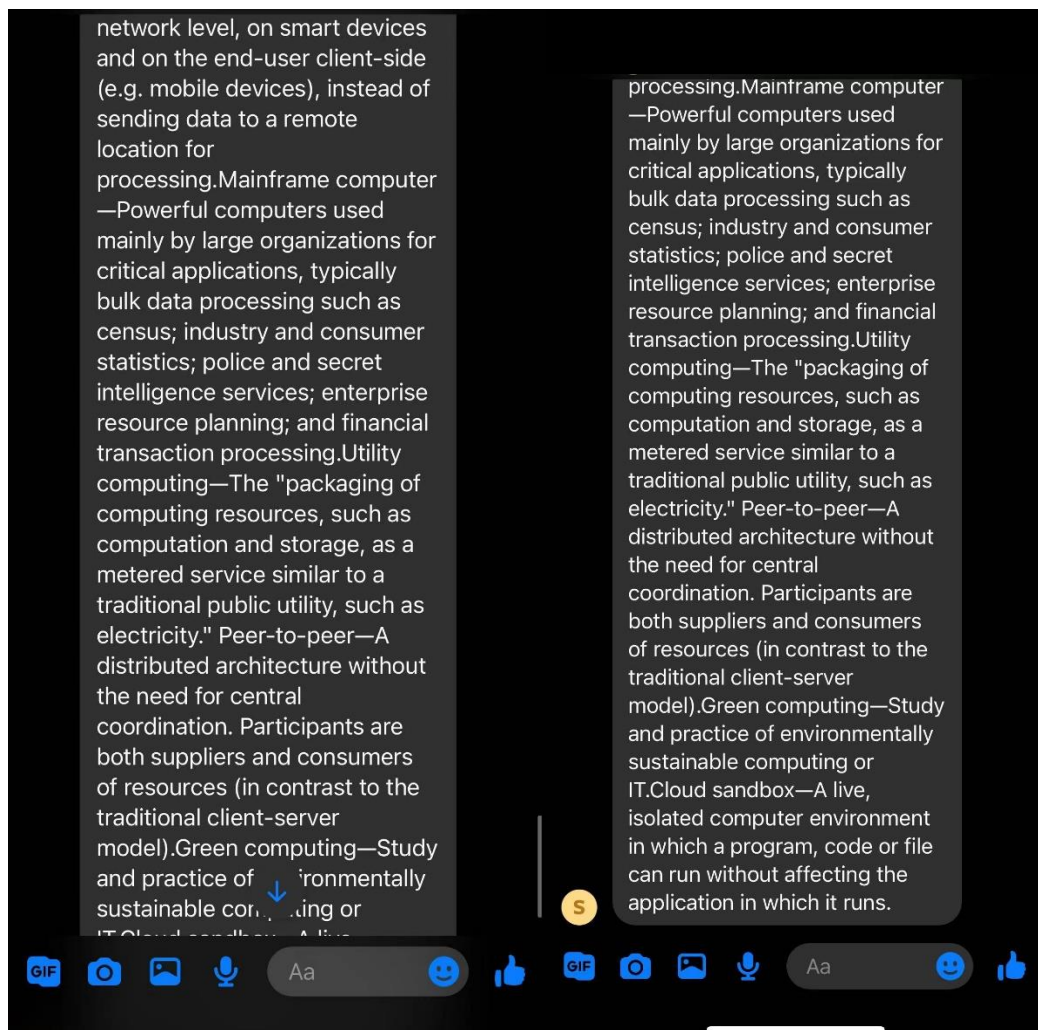 network level, on smart devices
and on the end-user client-side
(e.g. mobile devices), instead of
sending data to a remote
location for
processing.Mainframe computer
—Powerful computers used
mainly by large organizations for
critical applications, typically
bulk data processing such as
census; industry and consumer
statistics; police and secret
intelligence services; enterprise
resource planning; and financial
transaction processing.Utility
computing—The "packaging of
computing resources, such as
computation and storage, as a
metered service similar to a
traditional public utility, such as
electricity." Peer-to-peer—A
distributed architecture without
the need for central
coordination. Participants are
both suppliers and consumers
of resources (in contrast to the
traditional client-server
model).Green computing—Study
and practice of ironmentally
sustainable com ting or
GIF
Aa
processing.Mainframe computer
—Powerful computers used
mainly by large organizations for
critical applications, typically
bulk data processing such as
census; industry and consumer
statistics; police and secret
intelligence services; enterprise
resource planning; and financial
transaction processing.Utility
computing—The "packaging of
computing resources, such as
computation and storage, as a
metered service similar to a
traditional public utility, such as
electricity." Peer-to-peer—A
distributed architecture without
the need for central
coordination. Participants are
both suppliers and consumers
of resources (in contrast to the
traditional client-server
model).Green computing—Study
and practice of environmentally
sustainable computing or
IT.Cloud sandbox—A live,
isolated computer environment
in which a program, code or file
can run without affecting the
application in which it runs.
S
GIF
Aa